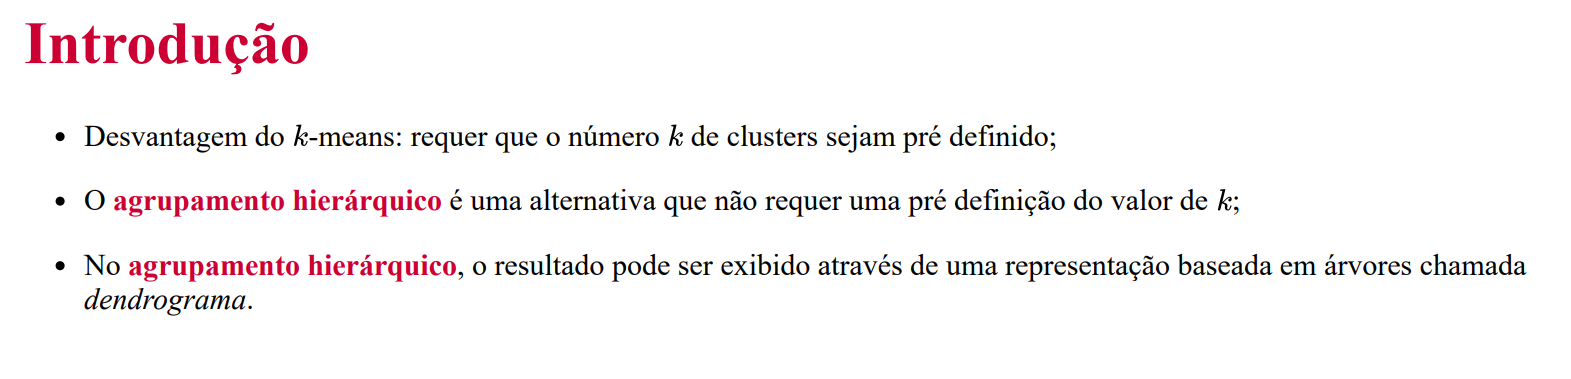 Introdução
• Desvantagem do k-means: requer que o número k de clusters sejam pré definido;
• O agrupamento hierárquico é uma alternativa que não requer uma pré definição do valor de k;
• No agrupamento hierárquico, o resultado pode ser exibido através de uma representação baseada em árvores chamada
dendrograma.